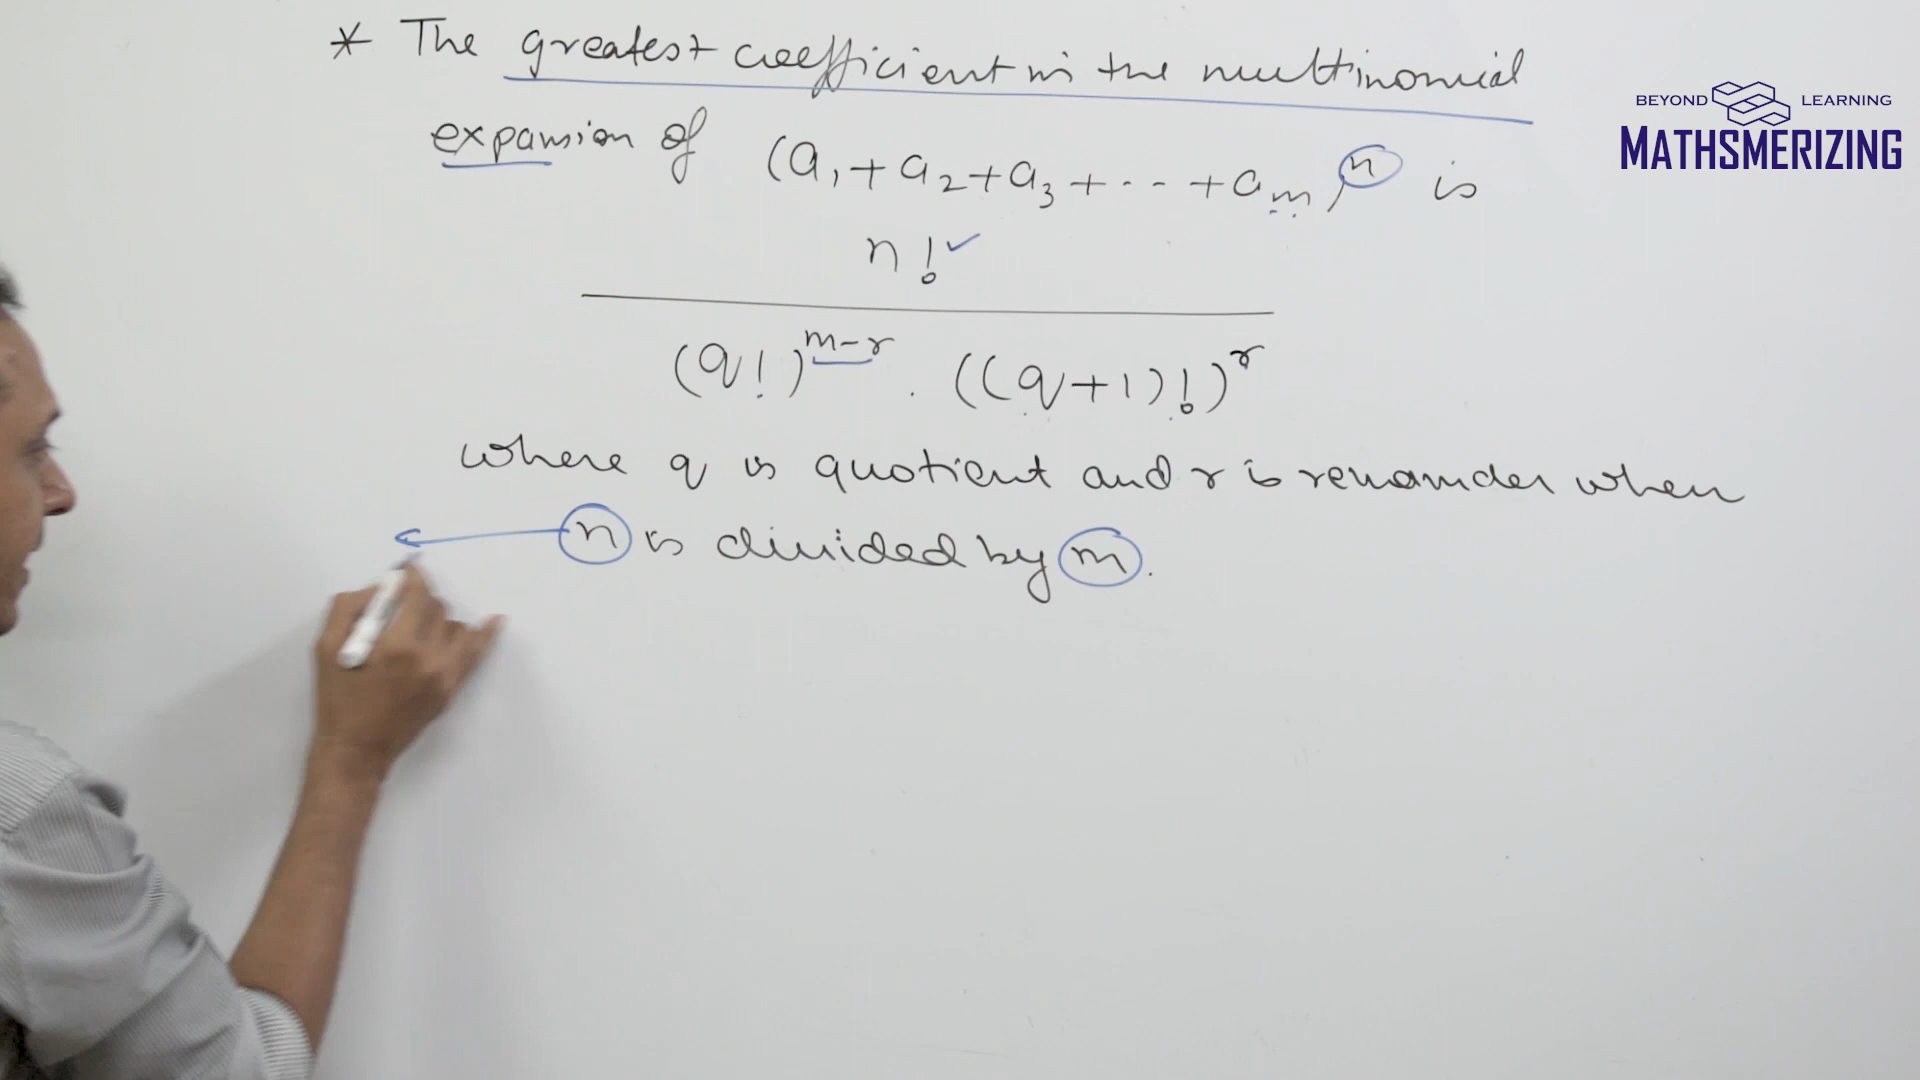 * The greatest coefficient in the multinomial
expansion of (a₁+a₂+a₃+---+aₘ)ⁿ is
n! ✓
(q!)^(m-r) . ((q+1)!)^r
where q is quotient and r is remainder when
n is divided by m.
BEYOND LEARNING
MATHSMERIZING